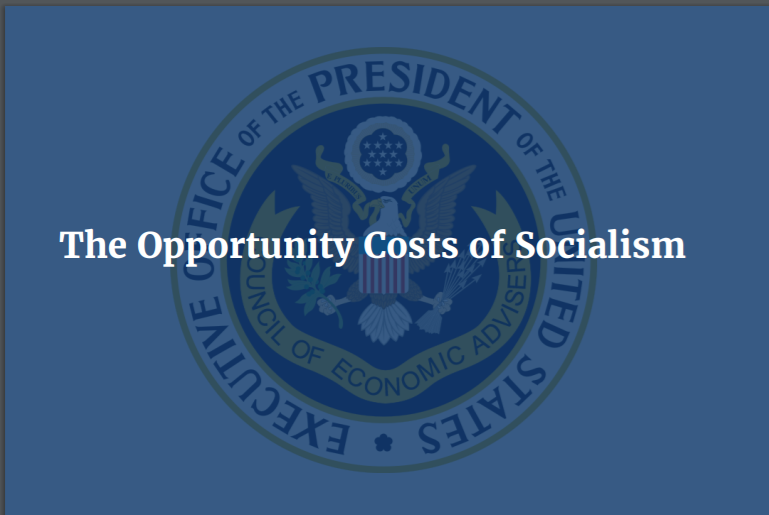 The Opportunity Costs of Socialism
EXECUTIVE OFFICE OF THE PRESIDENT OF THE UNITED STATES
COUNCIL OF ECONOMIC ADVISERS